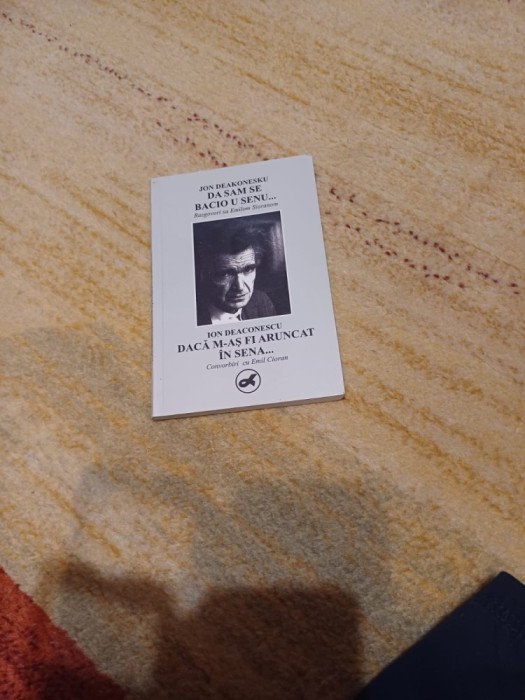 JON DEAKONESKU
DA SAM SE
BACIO U SENU...
Razgovori sa Emilom Sioranom
ION DEACONESCU
DACĂ M-AȘ FI ARUNCAT
ÎN SENA...
Convorbiri cu Emil Cioran